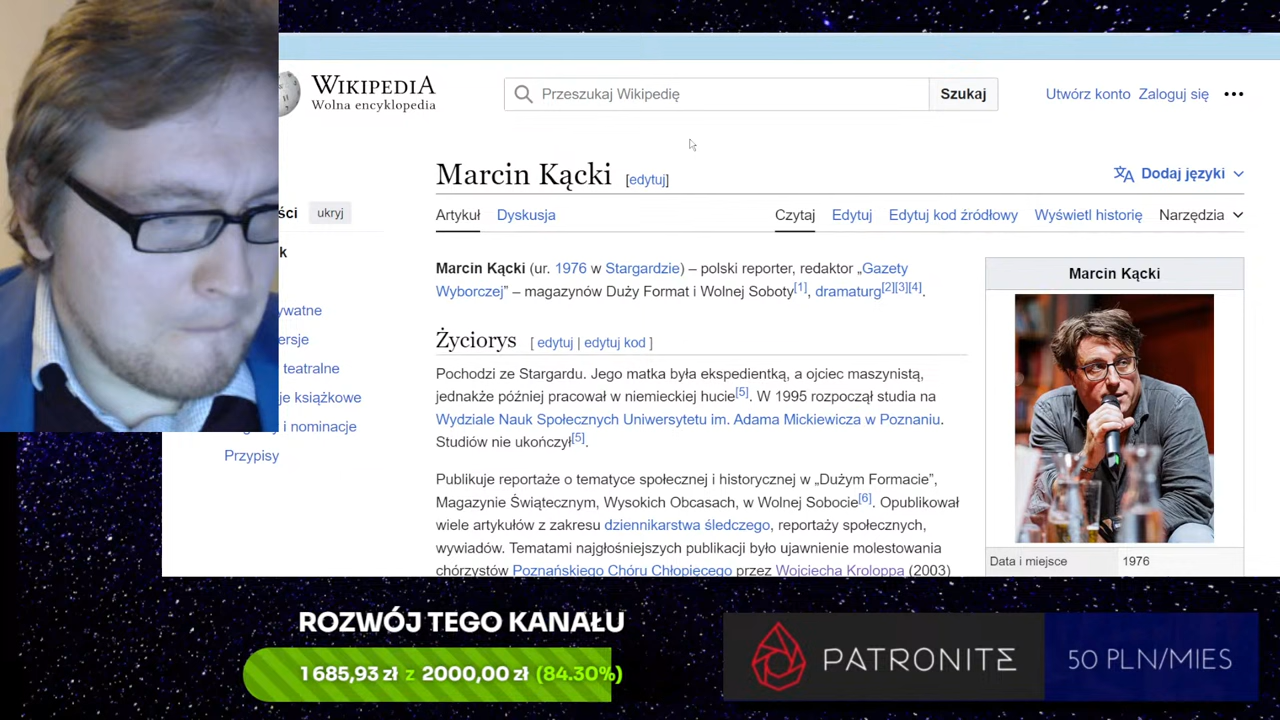 WIKIPEDIA
Wolna encyklopedia
Przeszukaj Wikipedię
Szukaj
Utwórz konto Zaloguj się
Marcin Kącki [edytuj]
Dodaj języki
ści ukryj
Artykuł Dyskusja
Czytaj Edytuj Edytuj kod źródłowy Wyświetl historię Narzędzia
k
ywatne
ersje
teatralne
je książkowe
i nominacje
Przypisy
Marcin Kącki (ur. 1976 w Stargardzie) – polski reporter, redaktor „Gazety
Wyborczej” – magazynów Duży Format i Wolnej Soboty[1], dramaturg[2][3][4].
Życiorys [ edytuj | edytuj kod ]
Pochodzi ze Stargardu. Jego matka była ekspedientką, a ojciec maszynistą,
jednakże później pracował w niemieckiej hucie[5]. W 1995 rozpoczął studia na
Wydziale Nauk Społecznych Uniwersytetu im. Adama Mickiewicza w Poznaniu.
Studiów nie ukończył[5].
Publikuje reportaże o tematyce społecznej i historycznej w „Dużym Formacie”,
Magazynie Świątecznym, Wysokich Obcasach, w Wolnej Sobocie[6]. Opublikował
wiele artykułów z zakresu dziennikarstwa śledczego, reportaży społecznych,
wywiadów. Tematami najgłośniejszych publikacji było ujawnienie molestowania
chórzystów Poznańskiego Chóru Chłopięcego przez Wojciecha Kroloppa (2003)
Marcin Kącki
Data i miejsce 1976
ROZWÓJ TEGO KANAŁU
1 685,93 zł z 2000,00 zł (84.30%)
PATRONITE
50 PLN/MIES